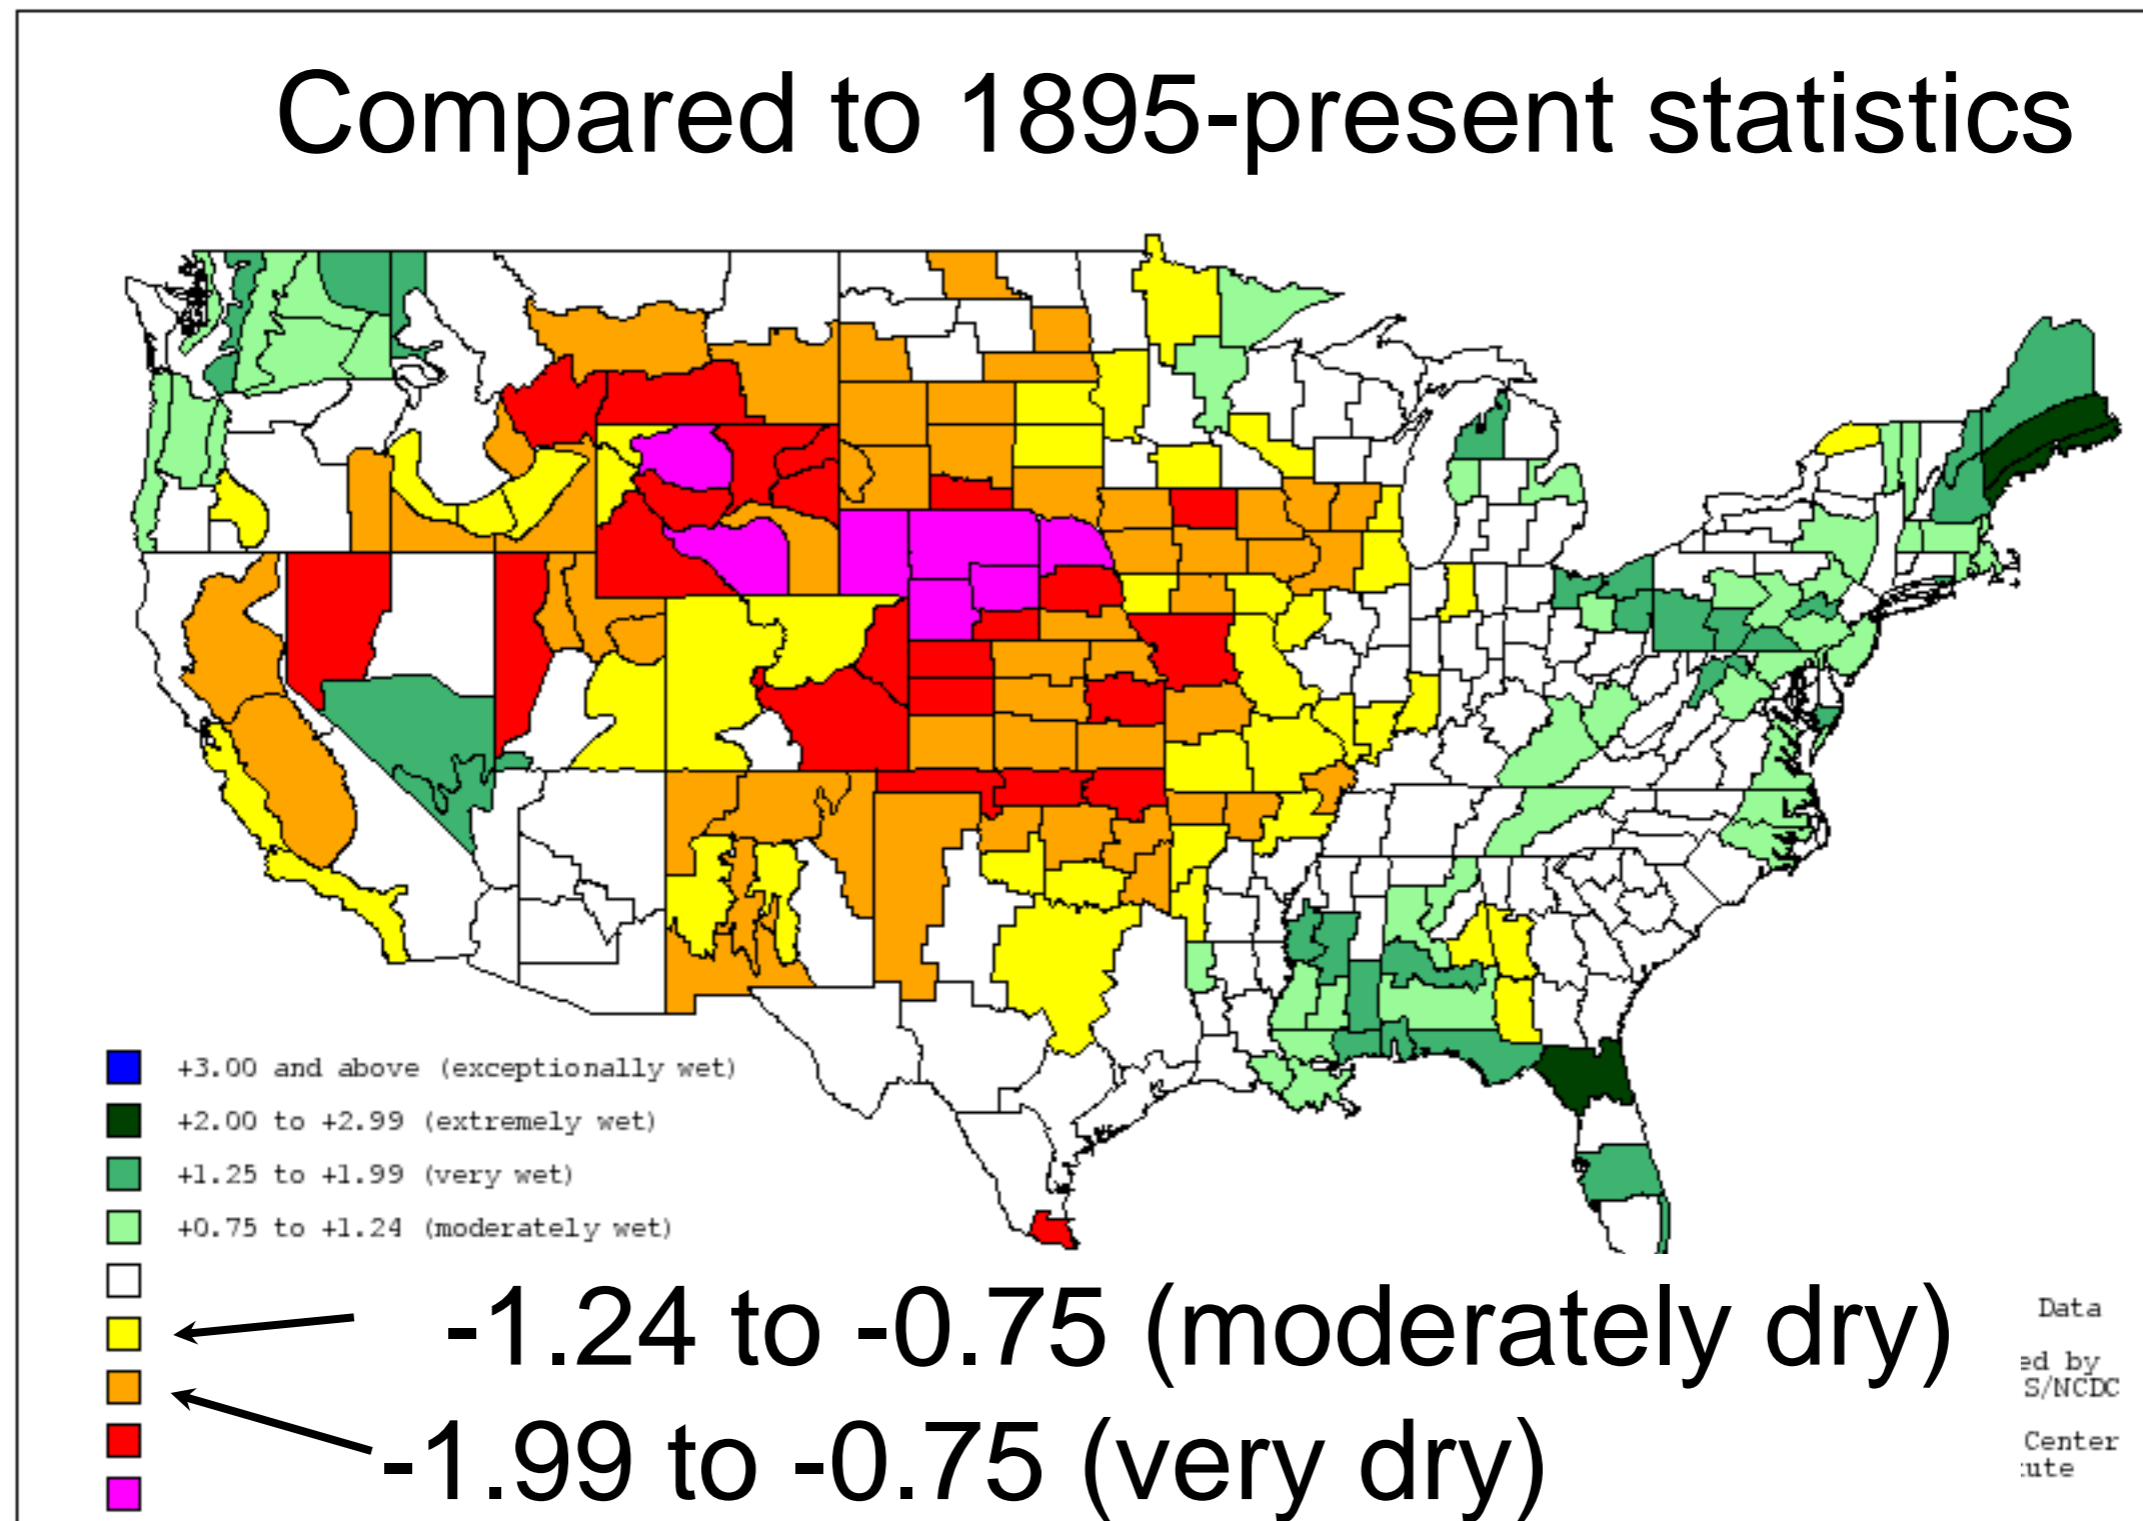 Compared to 1895-present statistics
+3.00 and above (exceptionally wet)
+2.00 to +2.99 (extremely wet)
+1.25 to +1.99 (very wet)
+0.75 to +1.24 (moderately wet)
-1.24 to -0.75 (moderately dry)
-1.99 to -0.75 (very dry)
Data
by
S/NCDC
Center